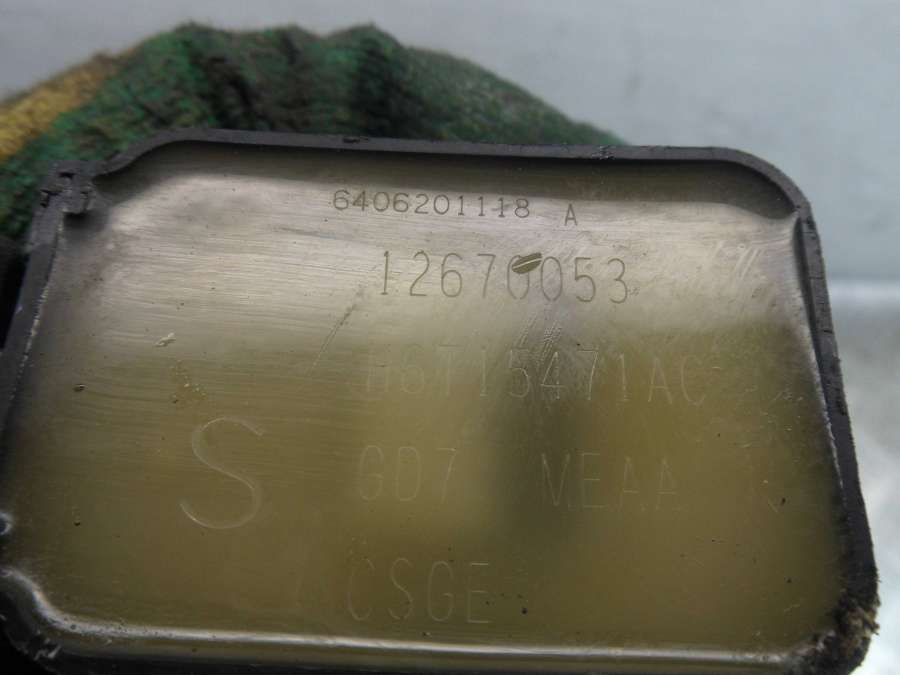 6406201118 A
12670053
H6T15471AC
S GD7 MEAA
CSGE